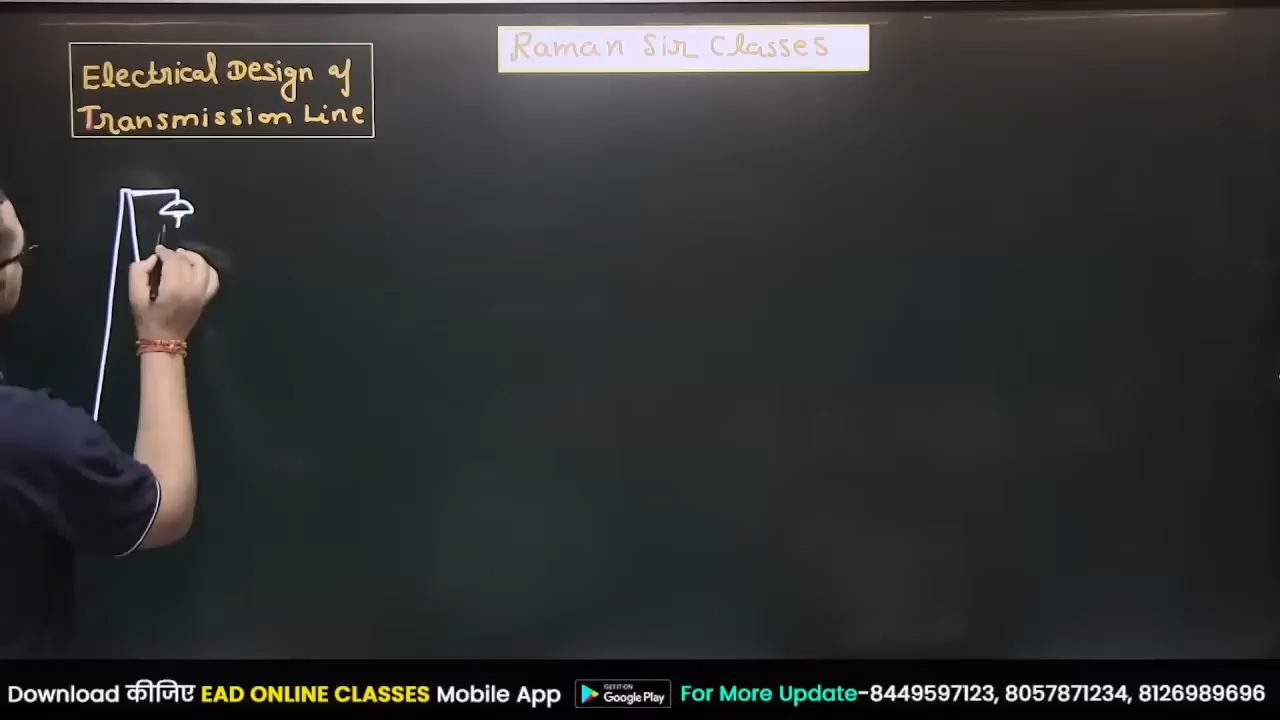 Raman Sir Classes
Electrical Design of
Transmission Line
Download कीजिए EAD ONLINE CLASSES Mobile App
GET IT ON
Google Play
For More Update-8449597123, 8057871234, 8126989696